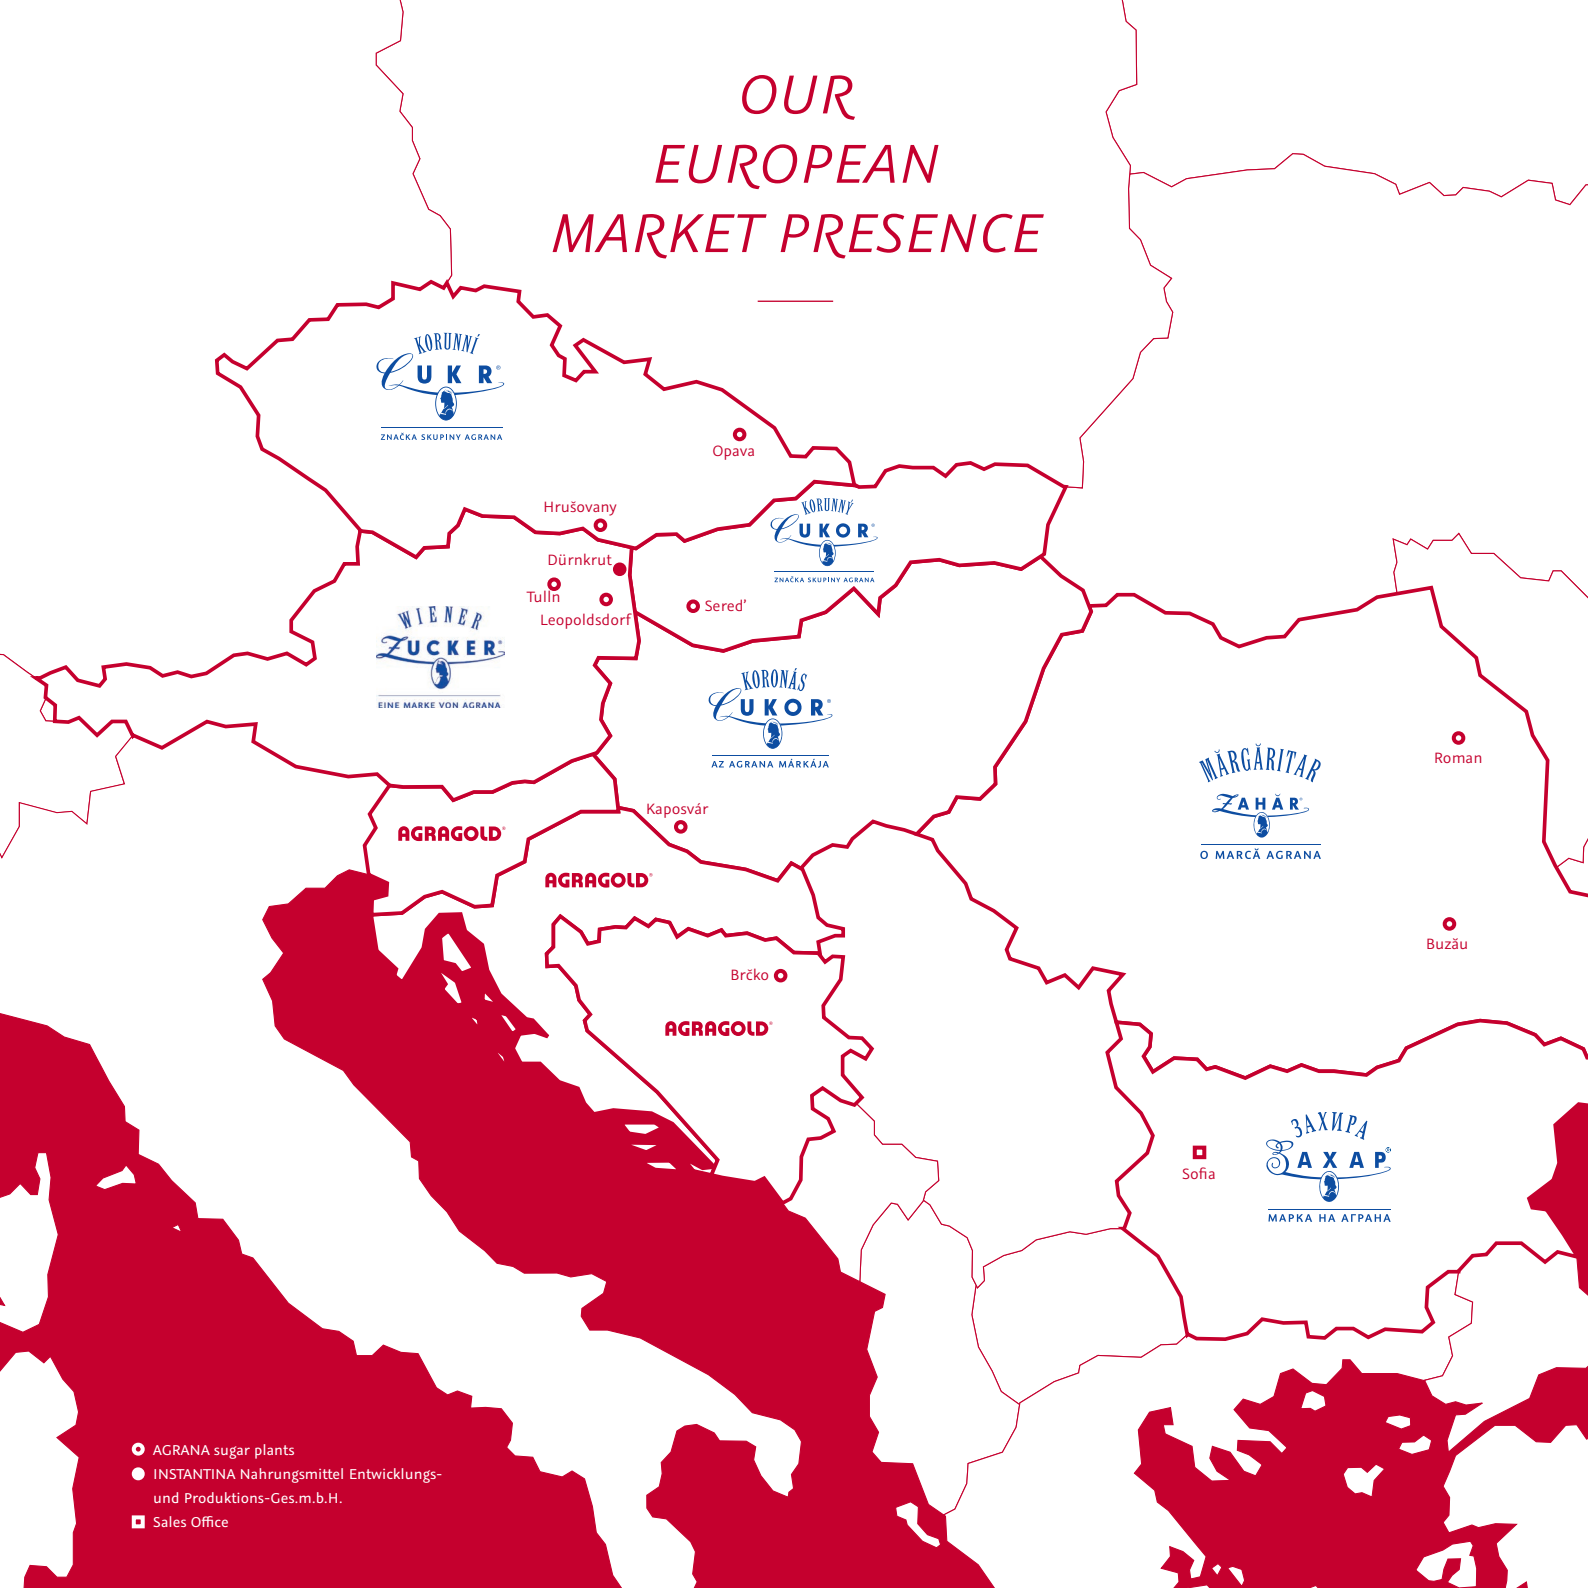 OUR
EUROPEAN
MARKET PRESENCE
KORUNNÍ
CUKR®
ZNAČKA SKUPINY AGRANA
Opava
Hrušovany
KORUNNÝ
CUKOR®
ZNAČKA SKUPINY AGRANA
Dürnkrut
Tulln
Leopoldsdorf
Sereď
WIENER
ZUCKER®
EINE MARKE VON AGRANA
KORONÁS
CUKOR®
AZ AGRANA MÁRKÁJA
Roman
MĂRGĂRITAR
ZAHĂR®
O MARCĂ AGRANA
Kaposvár
AGRAGOLD®
AGRAGOLD®
Buzău
Brčko
AGRAGOLD®
Sofia
ЗАХИРА
ЗАХАР®
МАРКА НА АГРАНА
AGRANA sugar plants
INSTANTINA Nahrungsmittel Entwicklungs-
und Produktions-Ges.m.b.H.
Sales Office